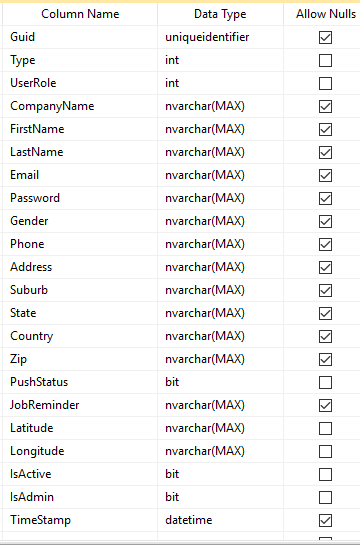 Column Name Data Type Allow Nulls
Guid uniqueidentifier
Type int
UserRole int
CompanyName nvarchar(MAX)
FirstName nvarchar(MAX)
LastName nvarchar(MAX)
Email nvarchar(MAX)
Password nvarchar(MAX)
Gender nvarchar(MAX)
Phone nvarchar(MAX)
Address nvarchar(MAX)
Suburb nvarchar(MAX)
State nvarchar(MAX)
Country nvarchar(MAX)
Zip nvarchar(MAX)
PushStatus bit
JobReminder nvarchar(MAX)
Latitude nvarchar(MAX)
Longitude nvarchar(MAX)
IsActive bit
IsAdmin bit
TimeStamp datetime